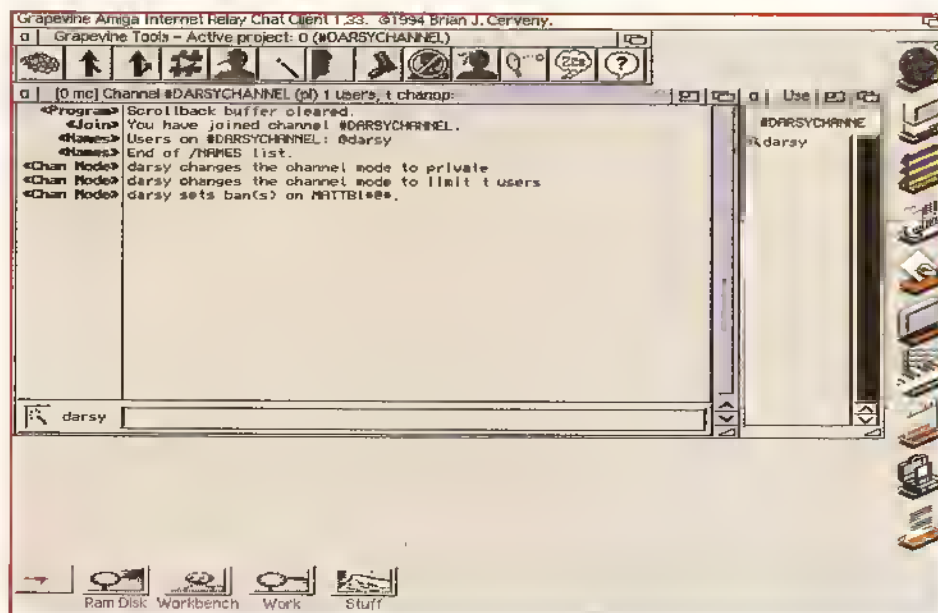 Grapevine Amiga Internet Relay Chat Client 1.33. ©1994 Brian J. Cerveny.
Grapevine Tools - Active project: 0 (#DARSYCHANNEL)
[0 mc] Channel #DARSYCHANNEL (pl) 1 users, 1 chanop:
Use
<Program> Scrollback buffer cleared.
<Join> You have joined channel #DARSYCHANNEL.
<Names> Users on #DARSYCHANNEL: @darsy
<Names> End of /NAMES list.
<Chan Mode> darsy changes the channel mode to private
<Chan Mode> darsy changes the channel mode to limit 1 users
<Chan Mode> darsy sets ban(s) on MATTB!*@*.
#DARSYCHANNE
darsy
darsy
Ram Disk
Workbench
Work
Stuff